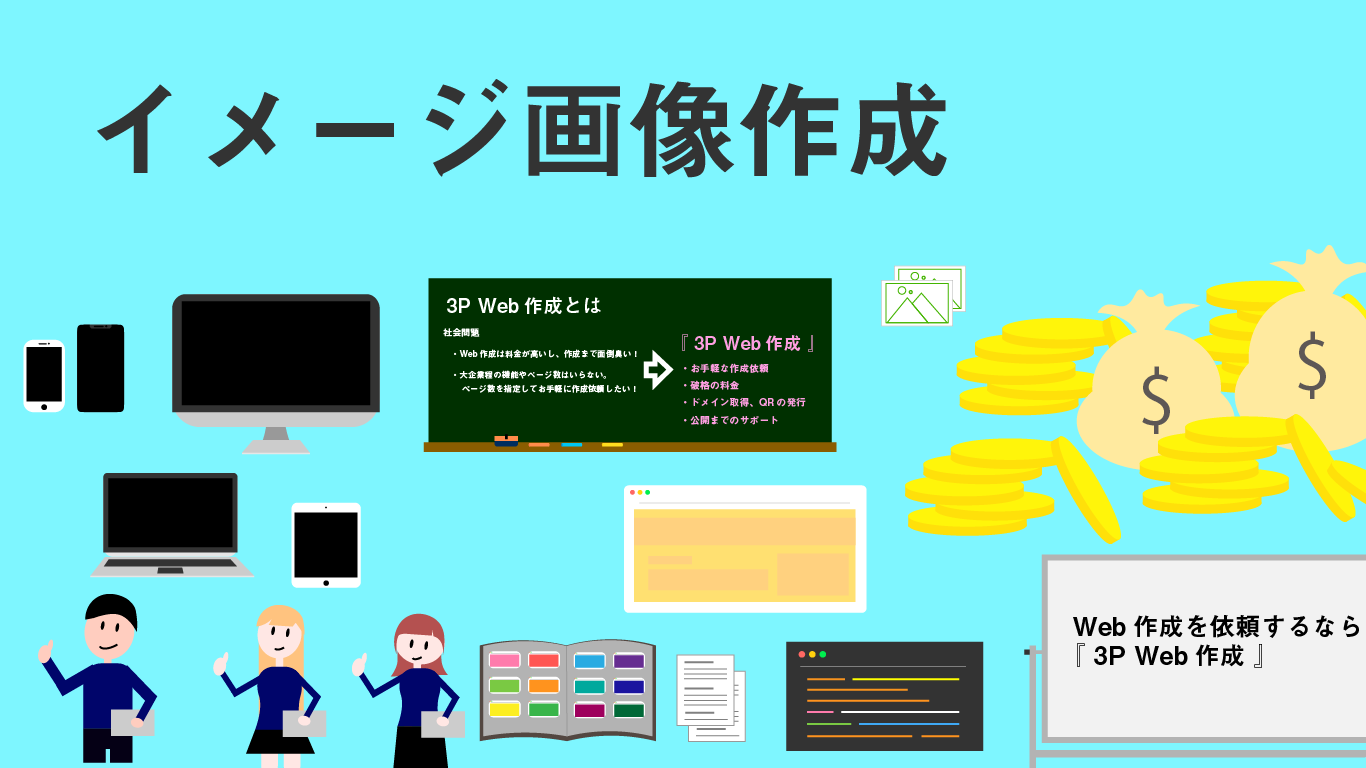 イメージ画像作成
3P Web 作成とは
社会問題
・Web 作成は料金が高いし、作成まで面倒臭い！
・大企業程の機能やページ数はいらない。
ページ数を指定してお手軽に作成依頼したい！
『 3P Web 作成 』
・お手軽な作成依頼
・破格の料金
・ドメイン取得、QR の発行
・公開までのサポート
$
$
Web 作成を依頼するなら
『 3P Web 作成 』